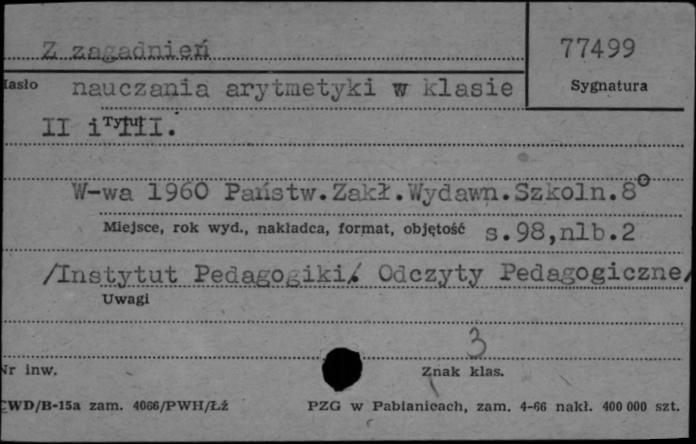 Z zagadnień
77499
Hasło nauczania arytmetyki w klasie
Sygnatura
II i III.
Tytuł
W-wa 1960 Państw.Zakł.Wydawn.Szkoln.8°
Miejsce, rok wyd., nakładca, format, objętość s.98,nlb.2
/Instytut Pedagogiki/. Odczyty Pedagogiczne/
Uwagi
3
Nr inw. Znak klas.
CWD/B-15a zam. 4066/PWH/Łź PZG w Pabianicach, zam. 4-66 nakł. 400 000 szt.